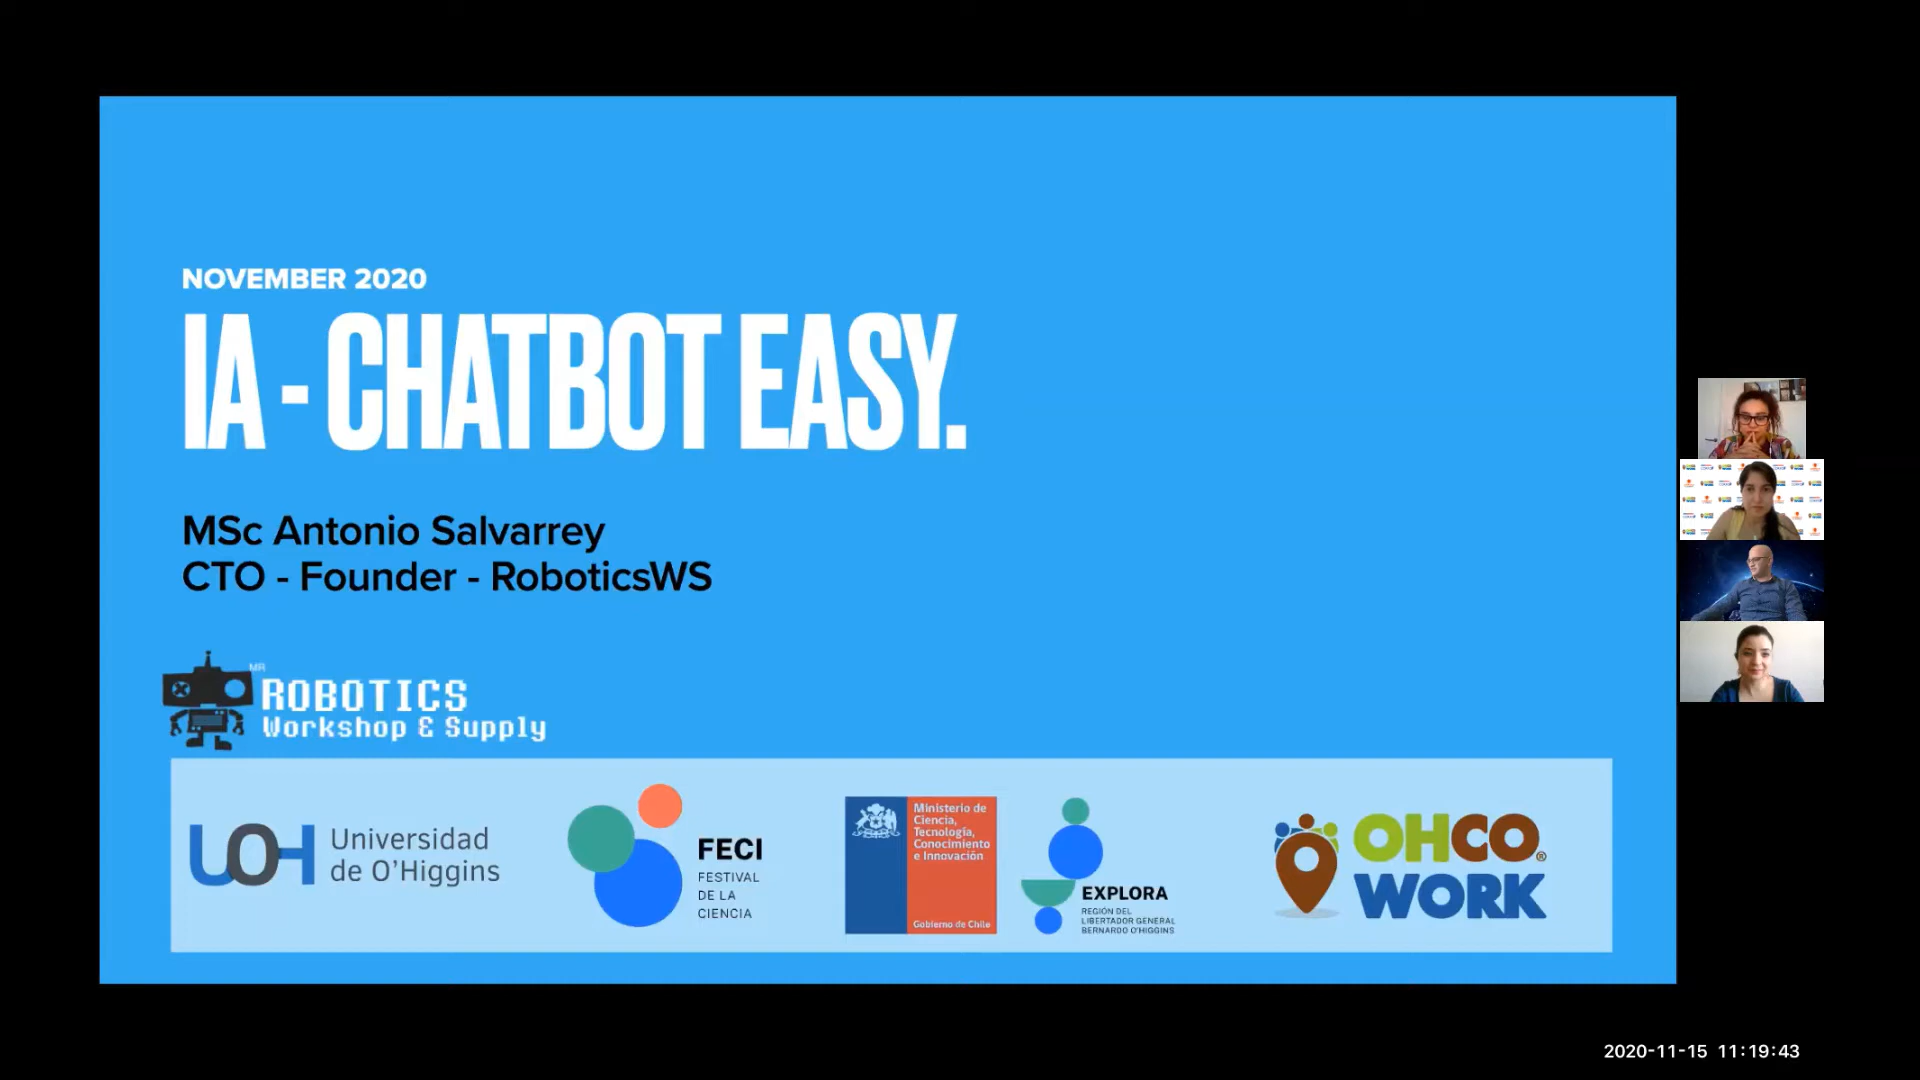 NOVEMBER 2020
IA - CHATBOT EASY.
MSc Antonio Salvarrey
CTO - Founder - RoboticsWS
MR
ROBOTICS
Workshop & Supply
UOH
Universidad
de O'Higgins
FECI
FESTIVAL
DE LA
CIENCIA
Ministerio de
Ciencia,
Tecnología,
Conocimiento
e Innovación
Gobierno de Chile
EXPLORA
REGIÓN DEL
LIBERTADOR GENERAL
BERNARDO O'HIGGINS
OHCO®
WORK
2020-11-15 11:19:43